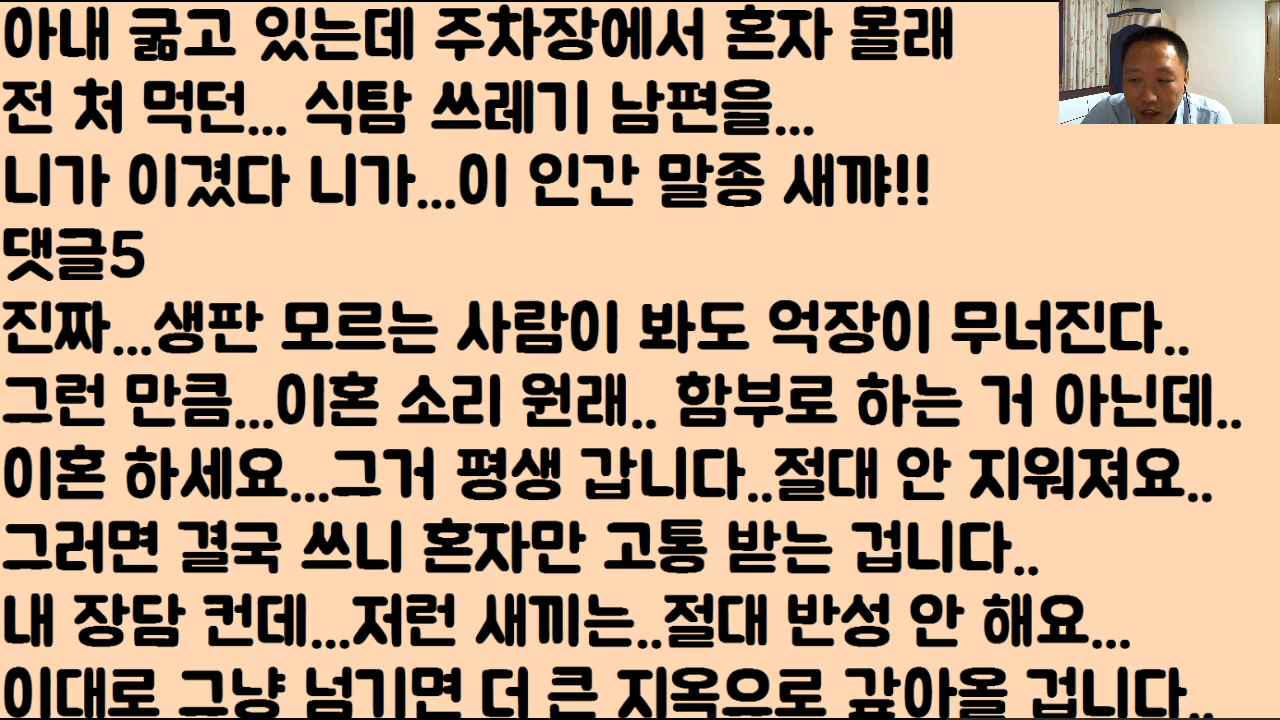 아내 굶고 있는데 주차장에서 혼자 몰래
전 처 먹던... 식탐 쓰레기 남편을...
니가 이겼다 니가...이 인간 말종 새꺄!!
댓글5
진짜...생판 모르는 사람이 봐도 억장이 무너진다..
그런 만큼...이혼 소리 원래.. 함부로 하는 거 아닌데..
이혼 하세요...그거 평생 갑니다..절대 안 지워져요..
그러면 결국 쓰니 혼자만 고통 받는 겁니다..
내 장담 컨데...저런 새끼는..절대 반성 안 해요...
이대로 그냥 넘기면 더 큰 지옥으로 갚아올 겁니다..